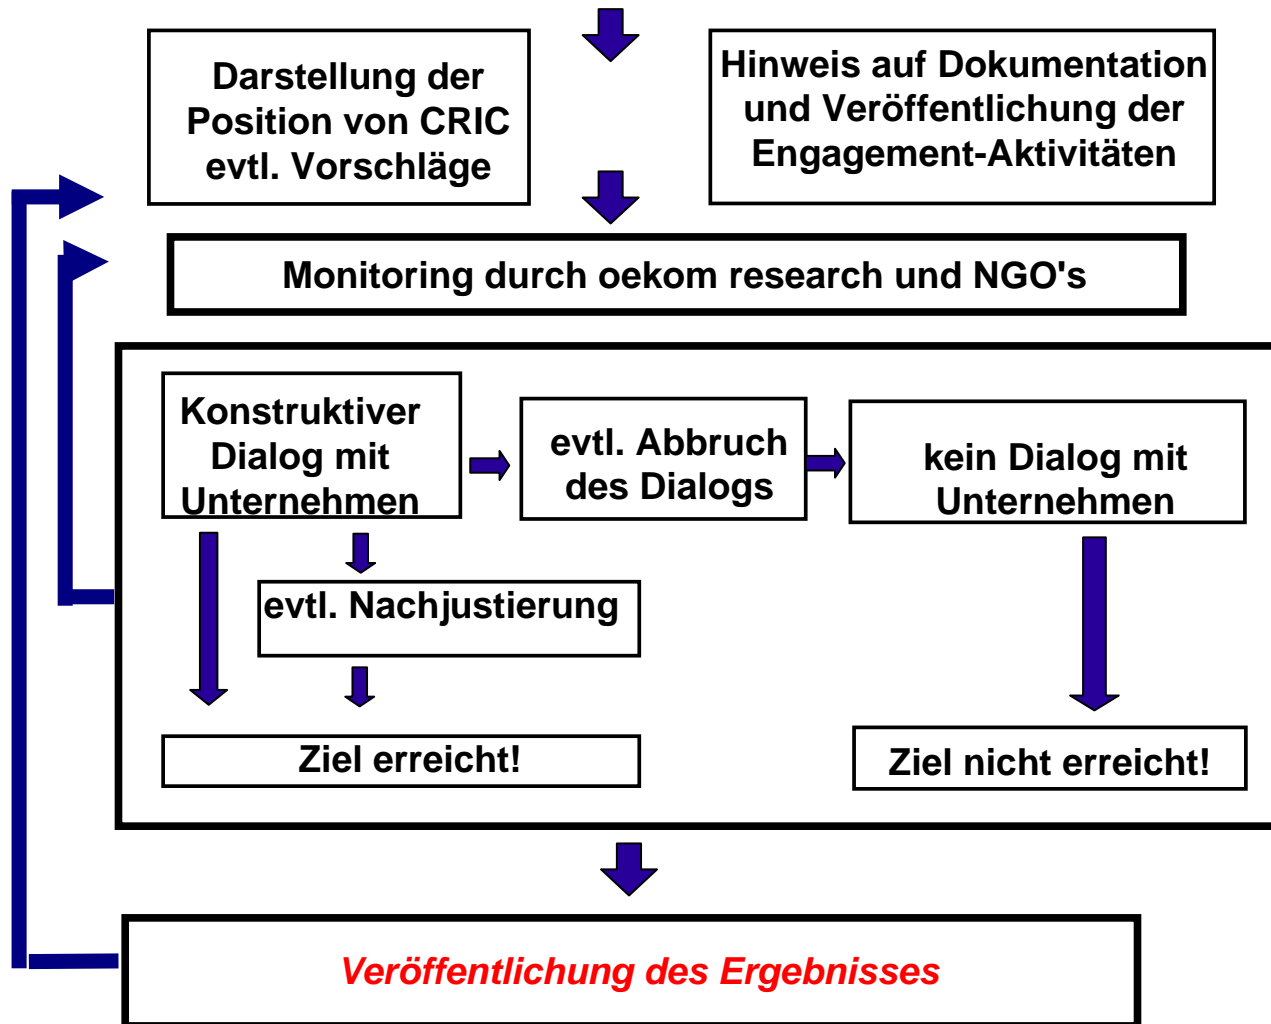 Darstellung der
Position von CRIC
evtl. Vorschläge
Hinweis auf Dokumentation
und Veröffentlichung der
Engagement-Aktivitäten
Monitoring durch oekom research und NGO's
Konstruktiver
Dialog mit
Unternehmen
evtl. Abbruch
des Dialogs
kein Dialog mit
Unternehmen
evtl. Nachjustierung
Ziel erreicht!
Ziel nicht erreicht!
Veröffentlichung des Ergebnisses